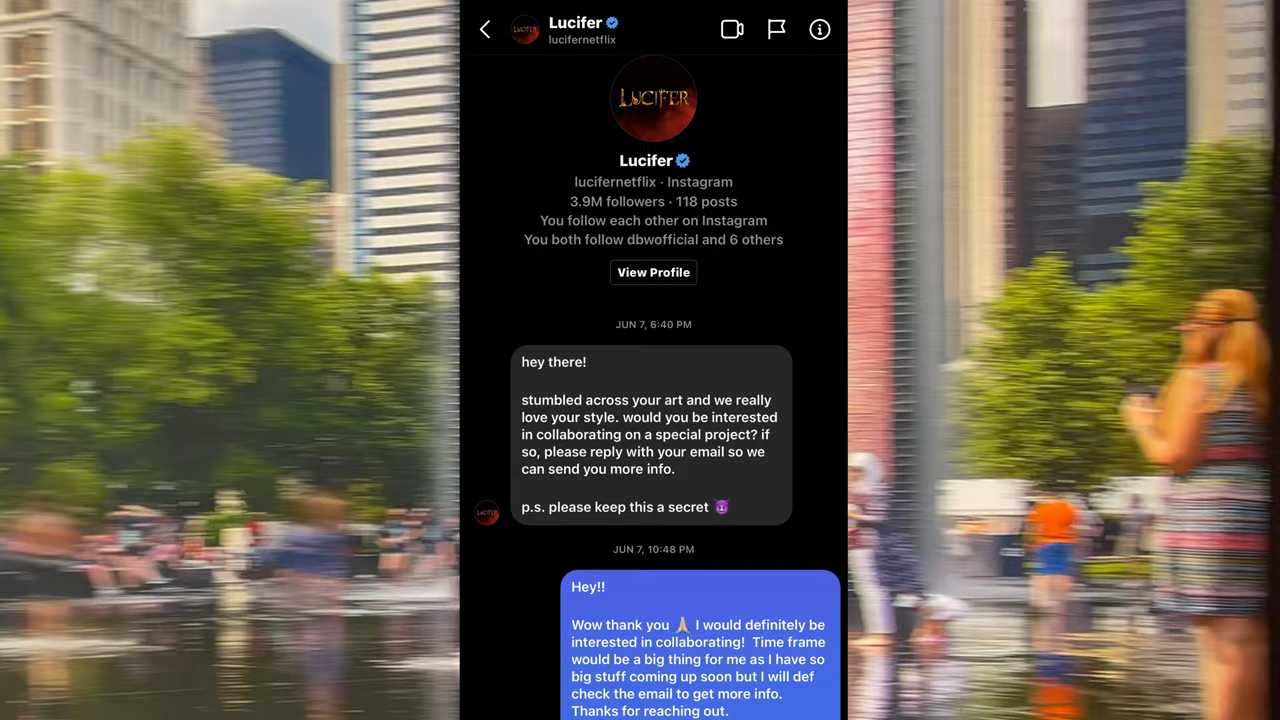 Lucifer
lucifernetflix
LUCIFER
LUCIFER
Lucifer
lucifernetflix · Instagram
3.9M followers · 118 posts
You follow each other on Instagram
You both follow dbwofficial and 6 others
View Profile
JUN 7, 6:40 PM
hey there!
stumbled across your art and we really
love your style. would you be interested
in collaborating on a special project? if
so, please reply with your email so we
can send you more info.
p.s. please keep this a secret 😈
LUCIFER
JUN 7, 10:48 PM
Hey!!
Wow thank you 🙏🏼 I would definitely be
interested in collaborating!  Time frame
would be a big thing for me as I have so
big stuff coming up soon but I will def
check the email to get more info.
Thanks for reaching out.